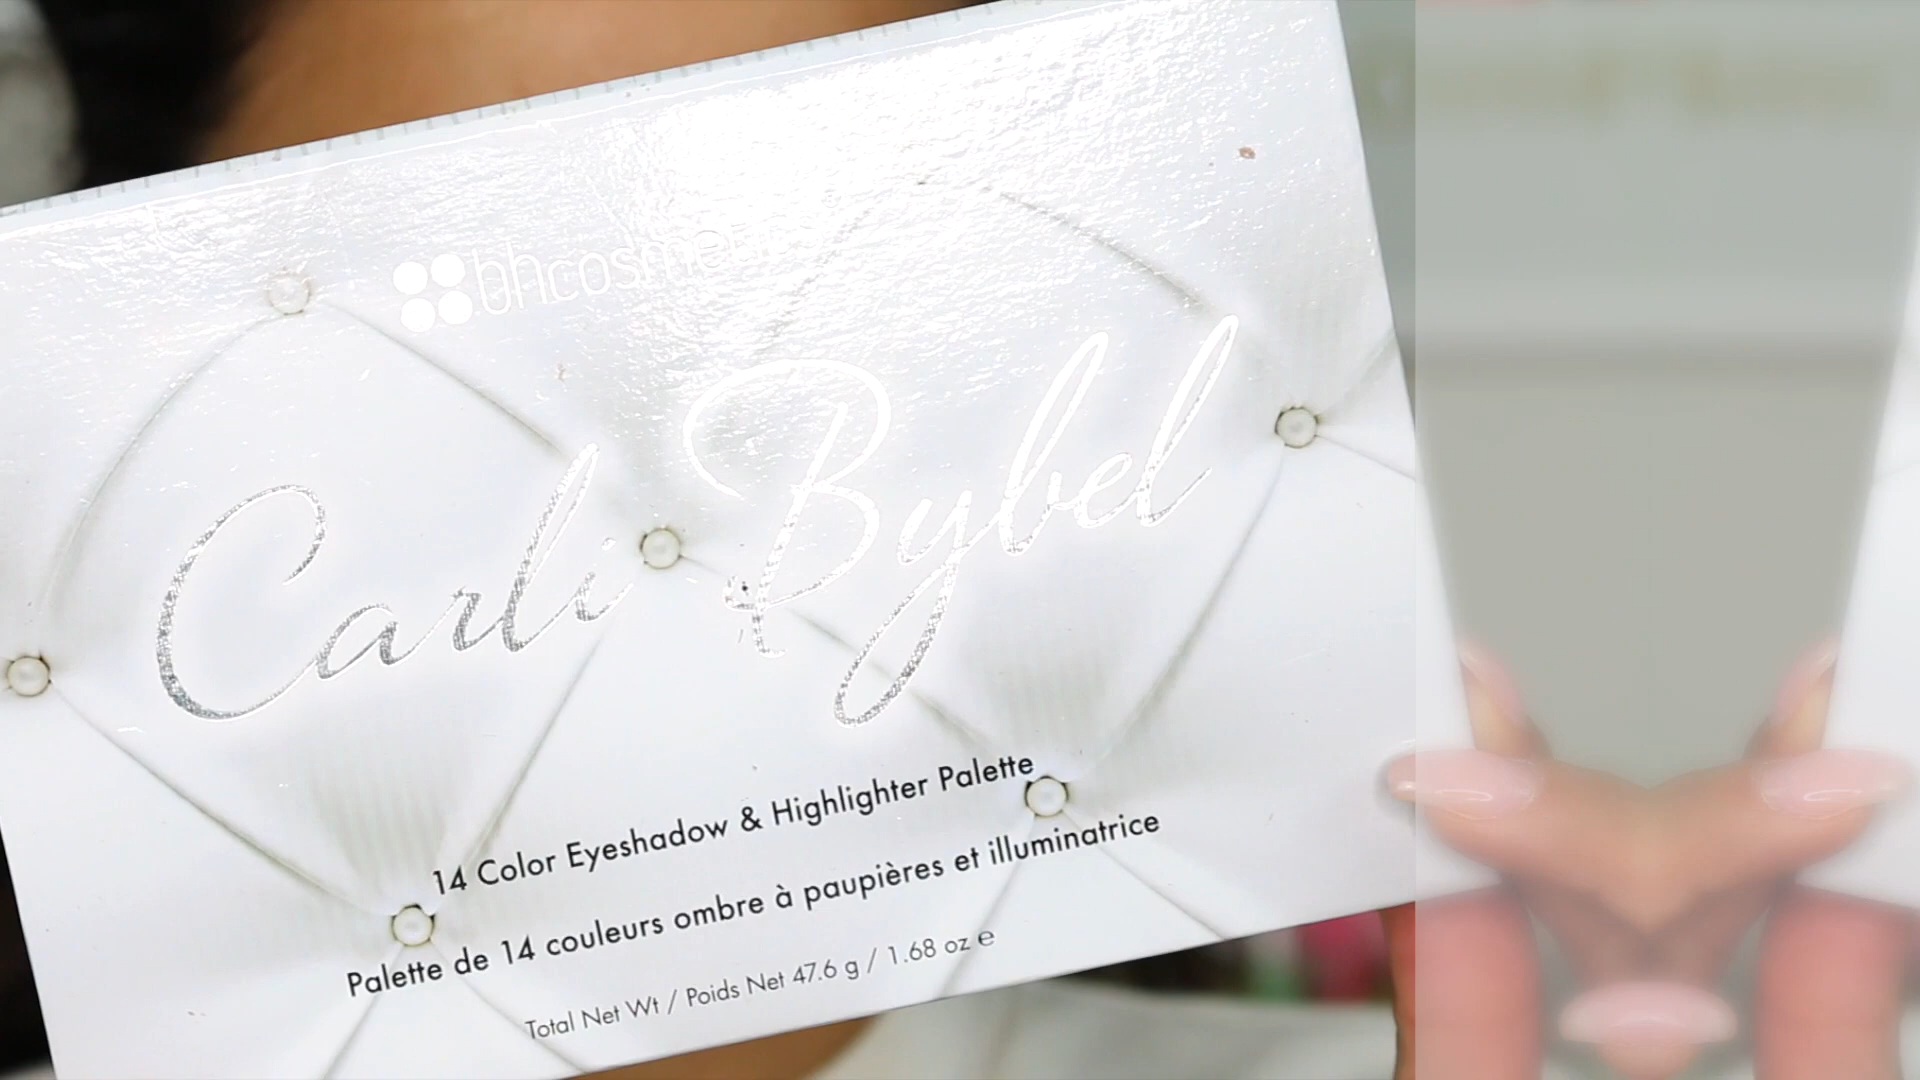 bhcosmetics
Carli Bybel
14 Color Eyeshadow & Highlighter Palette
Palette de 14 couleurs ombre à paupières et illuminatrice
Total Net Wt / Poids Net 47.6 g / 1.68 oz e